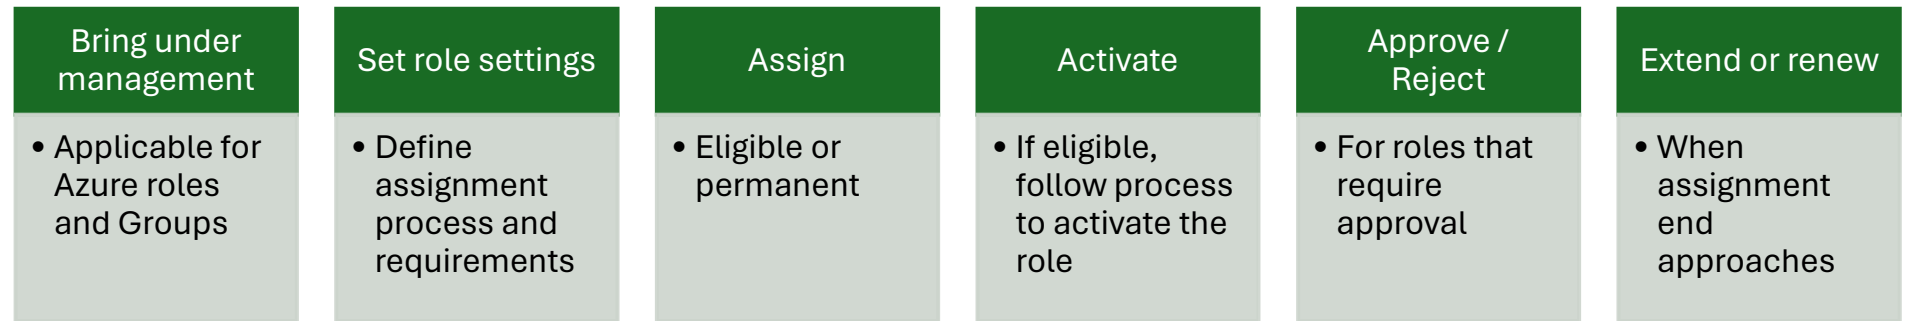 Bring under
management
• Applicable for
Azure roles
and Groups
Set role settings
• Define
assignment
process and
requirements
Assign
• Eligible or
permanent
Activate
• If eligible,
follow process
to activate the
role
Approve /
Reject
• For roles that
require
approval
Extend or renew
• When
assignment
end
approaches